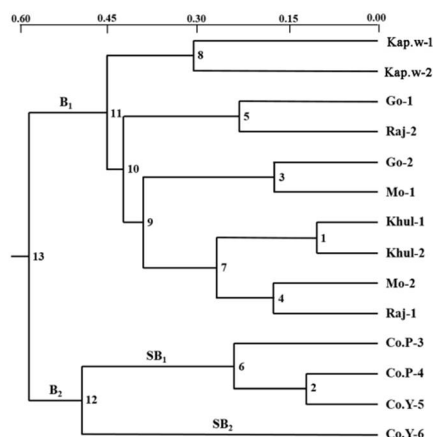 0.60 0.45 0.30 0.15 0.00
Kap.w-1
8
Kap.w-2
B1 11
Go-1
5
Raj-2
10
Go-2
3
Mo-1
9
Khul-1
1
Khul-2
7
13
Mo-2
4
Raj-1
Co.P-3
SB1
6
Co.P-4
2
B2 12
Co.Y-5
SB2
Co.Y-6